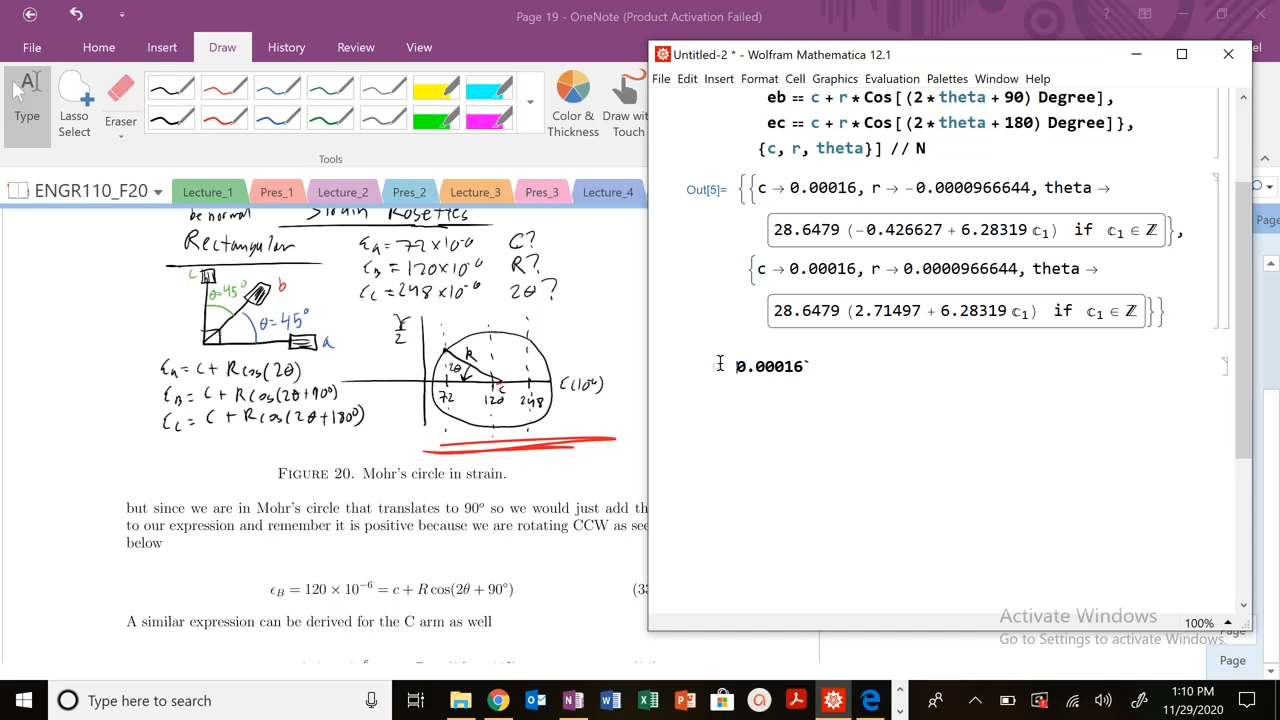 Page 19 - OneNote (Product Activation Failed)
File Home Insert Draw History Review View
Type
Lasso Select
Eraser
Color & Thickness
Draw with Touch
Tools
ENGR110_F20
Lecture_1 Pres_1 Lecture_2 Pres_2 Lecture_3 Pres_3 Lecture_4
be normal
Strain Rosettes
Rectangular
εA = 72 × 10⁻⁶ C?
εB = 120 × 10⁻⁶ R?
εC = 248 × 10⁻⁶ 2θ?
c
θ=45°
b
θ=45°
a
γ/2
R
2θ
c
72 120 248
ε(10⁻⁶)
εA = C + R cos(2θ)
εB = C + R cos(2θ+90°)
εC = C + R cos(2θ+180°)
FIGURE 20. Mohr's circle in strain.
but since we are in Mohr's circle that translates to 90° so we would just add th
to our expression and remember it is positive because we are rotating CCW as see
below
ϵB = 120 × 10⁻⁶ = c + R cos(2θ + 90°) (33
A similar expression can be derived for the C arm as well
Untitled-2 * - Wolfram Mathematica 12.1
File Edit Insert Format Cell Graphics Evaluation Palettes Window Help
eb == c + r * Cos[(2 * theta + 90) Degree],
ec == c + r * Cos[(2 * theta + 180) Degree]},
{c, r, theta}] // N
Out[5]= {{c → 0.00016, r → -0.0000966644, theta →
28.6479 (-0.426627 + 6.28319 c₁) if c₁ ∈ ℤ},
{c → 0.00016, r → 0.0000966644, theta →
28.6479 (2.71497 + 6.28319 c₁) if c₁ ∈ ℤ}}
0.00016`
100%
Activate Windows
Go to Settings to activate Windows.
Page
Page
Type here to search
1:10 PM
11/29/2020